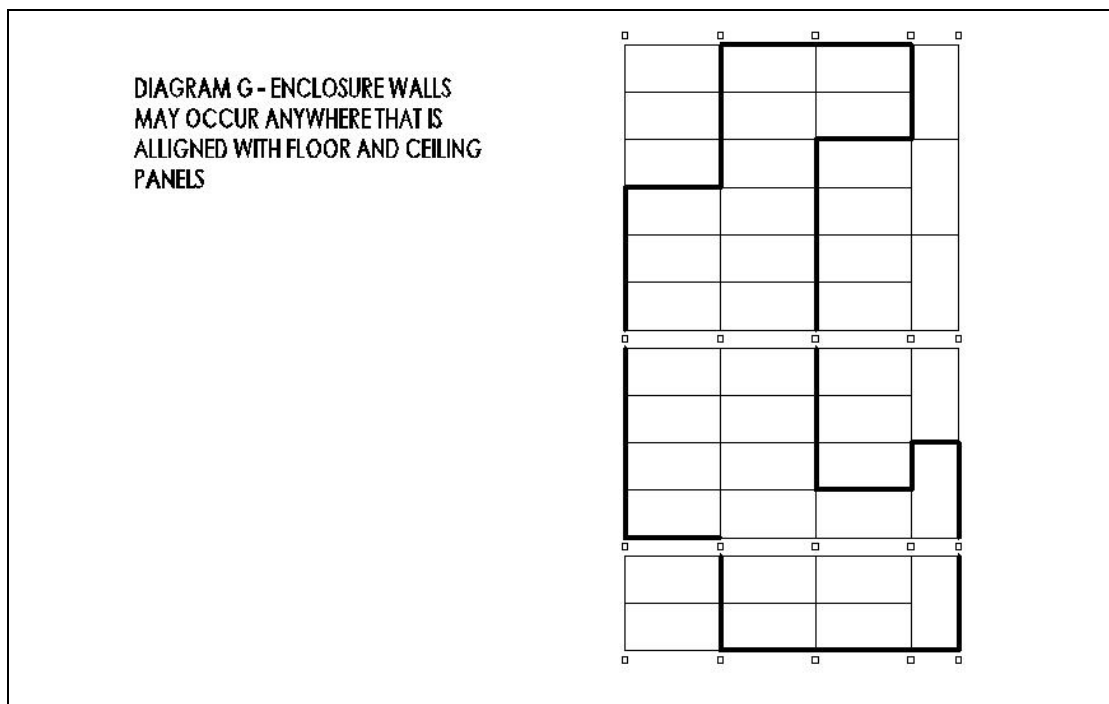 DIAGRAM G - ENCLOSURE WALLS
MAY OCCUR ANYWHERE THAT IS
ALLIGNED WITH FLOOR AND CEILING
PANELS